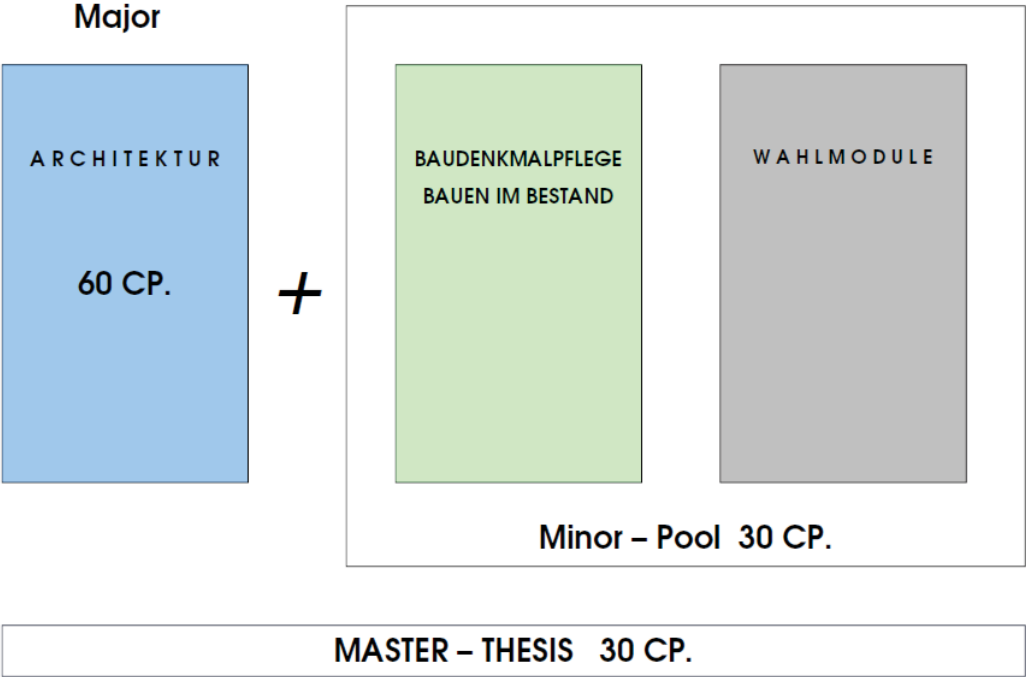 Major
ARCHITEKTUR
60 CP.
+
BAUDENKMALPFLEGE
BAUEN IM BESTAND
WAHLMODULE
Minor – Pool 30 CP.
MASTER – THESIS 30 CP.